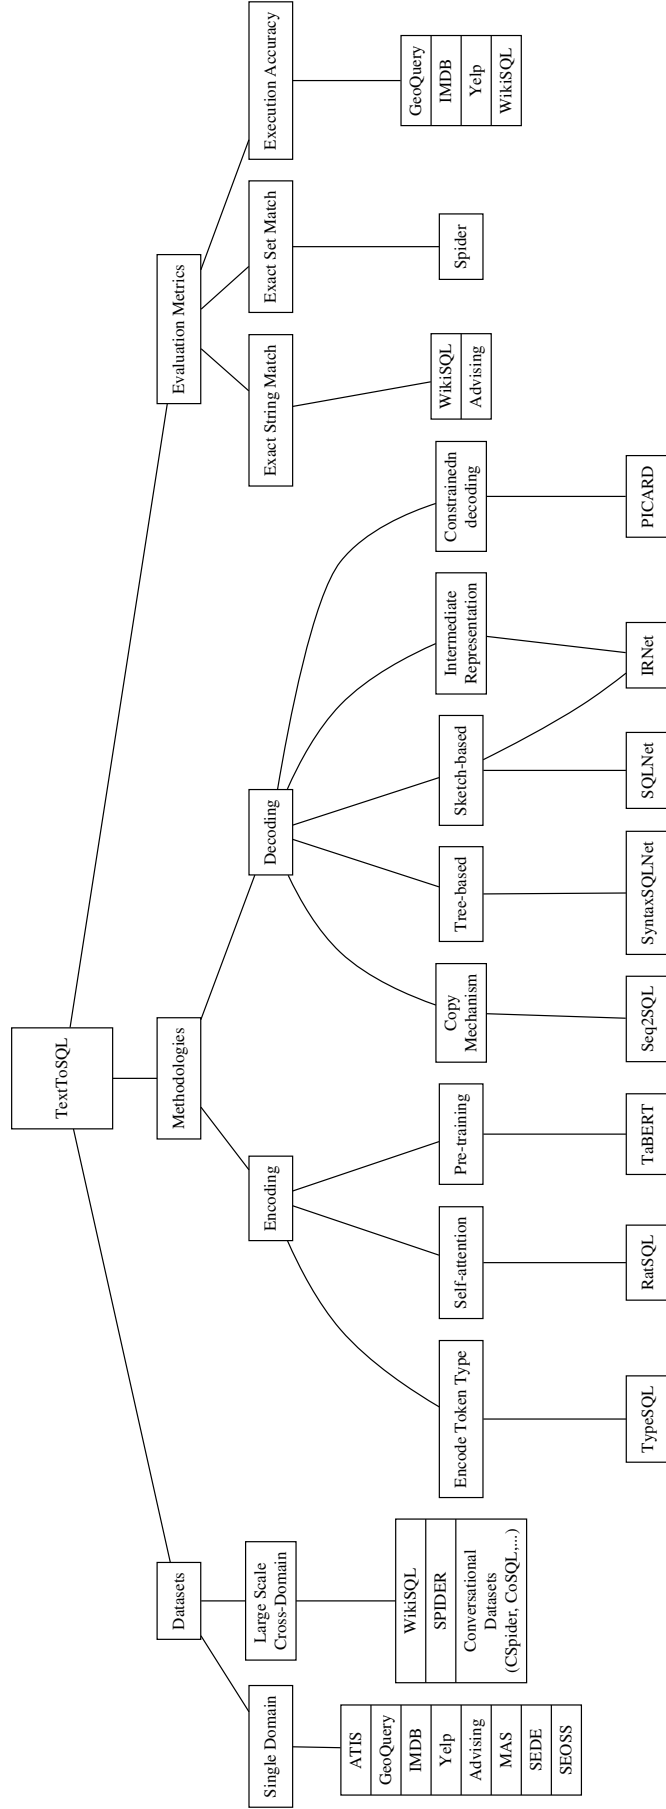 TextToSQL
Datasets
Methodologies
Evaluation Metrics
Single Domain
Large Scale
Cross-Domain
Encoding
Decoding
Exact String Match
Exact Set Match
Execution Accuracy
ATIS
GeoQuery
IMDB
Yelp
Advising
MAS
SEDE
SEOSS
WikiSQL
SPIDER
Conversational
Datasets
(CSpider, CoSQL,...)
Encode Token Type
Self-attention
Pre-training
Copy
Mechanism
Tree-based
Sketch-based
Intermediate
Representation
Constrainedn
decoding
WikiSQL
Advising
Spider
GeoQuery
IMDB
Yelp
WikiSQL
TypeSQL
RatSQL
TaBERT
Seq2SQL
SyntaxSQLNet
SQLNet
IRNet
PICARD